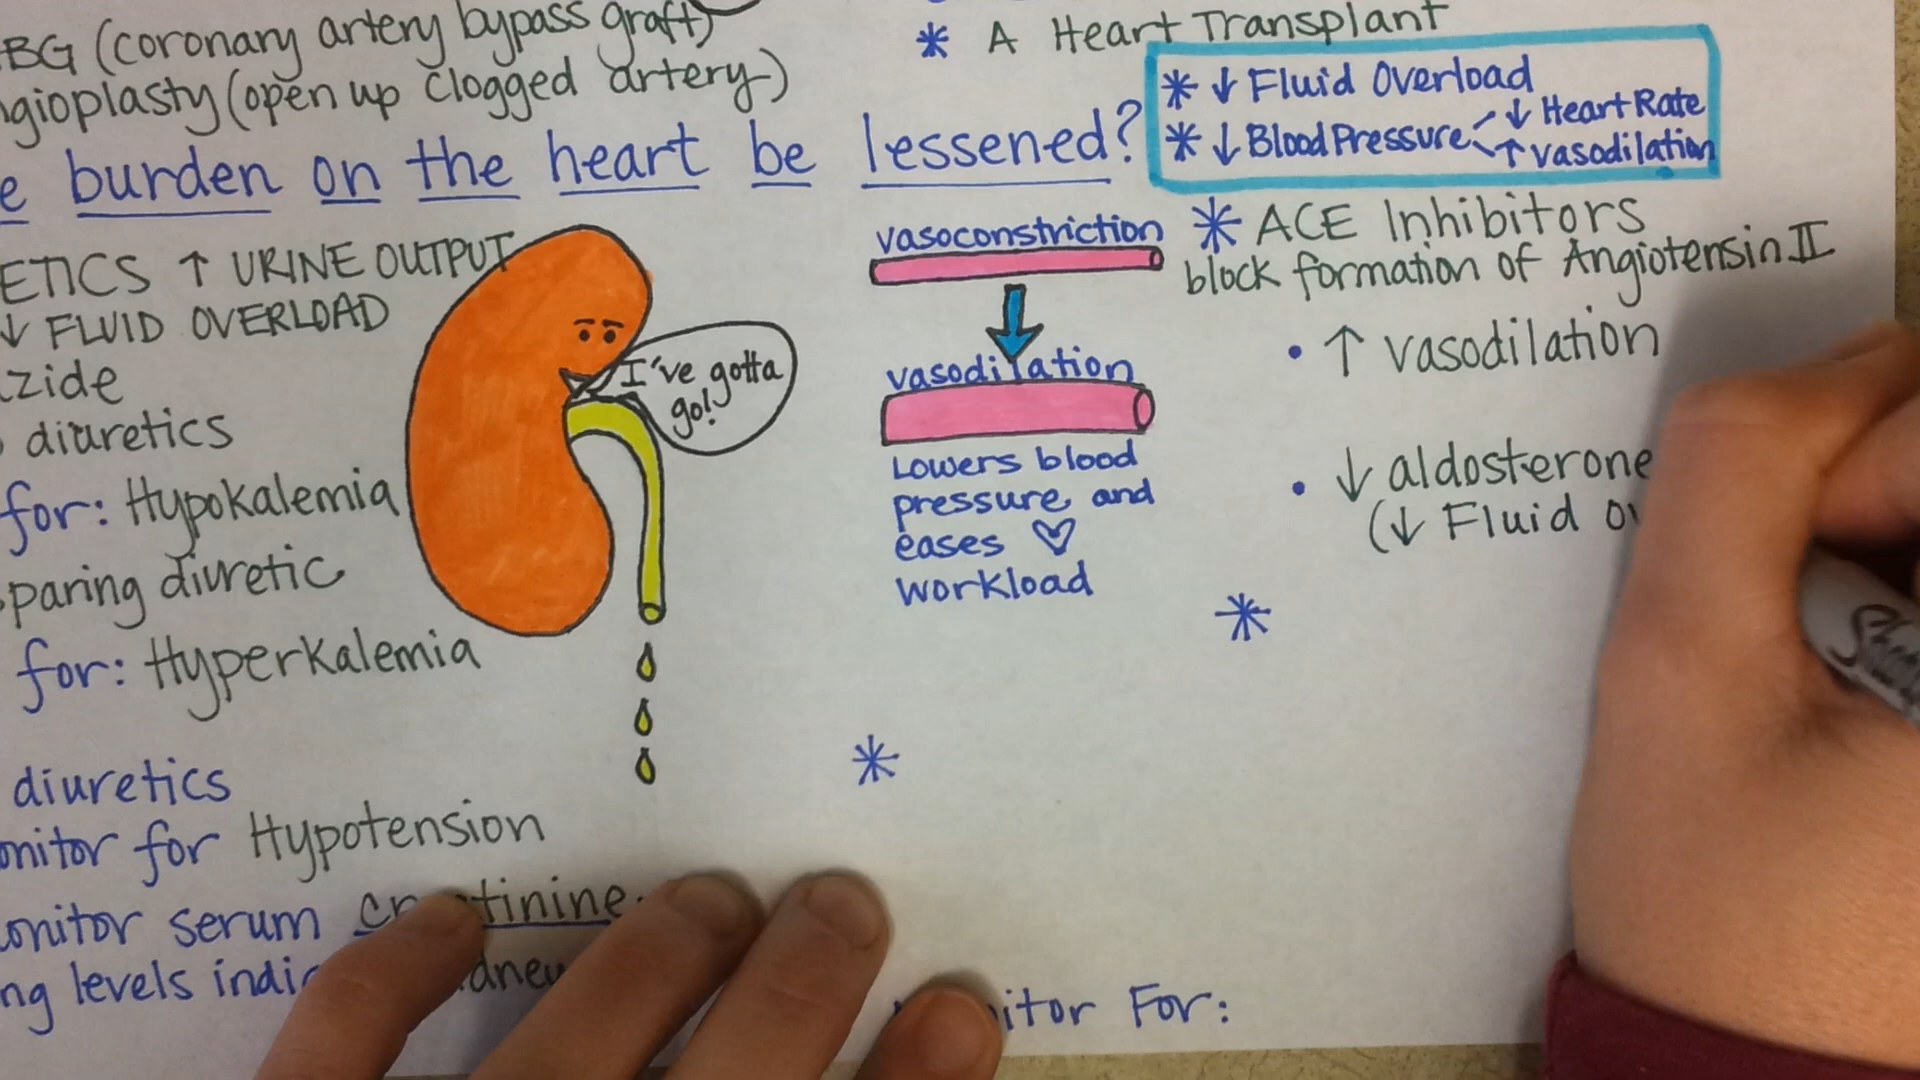 BG (coronary artery bypass graft)
gioplasty (open up clogged artery)
e burden on the heart be lessened?
* A Heart Transplant
* ↓ Fluid Overload
* ↓ Blood Pressure
↓ Heart Rate
↑ vasodilation
ETICS ↑ URINE OUTPUT
↓ FLUID OVERLOAD
zide
diuretics
for: Hypokalemia
paring diuretic
for: Hyperkalemia
diuretics
onitor for Hypotension
onitor serum
ng levels
I've gotta
go!
vasoconstriction
vasodilation
Lowers blood
pressure and
eases ♡
workload
* ACE Inhibitors
block formation of Angiotensin II
• ↑ vasodilation
• ↓ aldosterone
(↓ Fluid
*
*
itor For: